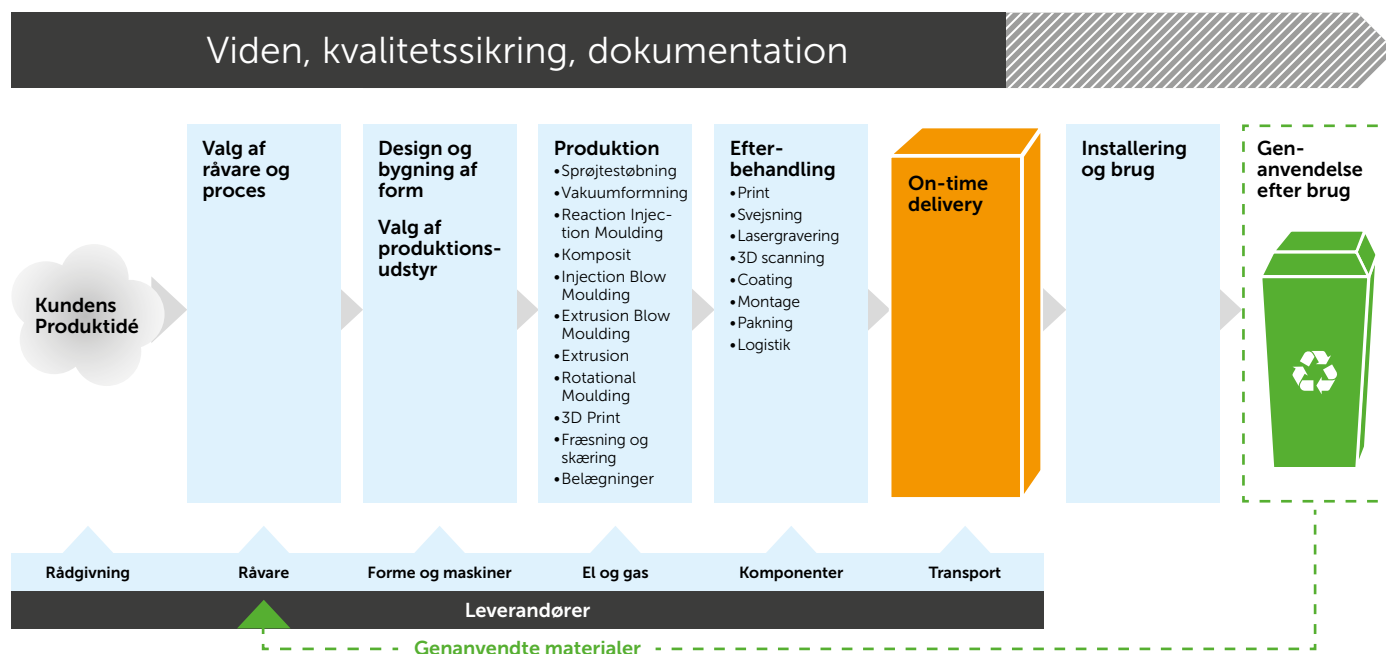 Viden, kvalitetssikring, dokumentation
Kundens
Produktidé
Valg af
råvare og
proces
Design og
bygning af
form
Valg af
produktions-
udstyr
Produktion
•Sprøjtestøbning
•Vakuumformning
•Reaction Injec-
tion Moulding
•Komposit
•Injection Blow
Moulding
•Extrusion Blow
Moulding
•Extrusion
•Rotational
Moulding
•3D Print
•Fræsning og
skæring
•Belægninger
Efter-
behandling
•Print
•Svejsning
•Lasergravering
•3D scanning
•Coating
•Montage
•Pakning
•Logistik
On-time
delivery
Installering
og brug
Gen-
anvendelse
efter brug
Rådgivning
Råvare
Forme og maskiner
El og gas
Komponenter
Transport
Leverandører
Genanvendte materialer